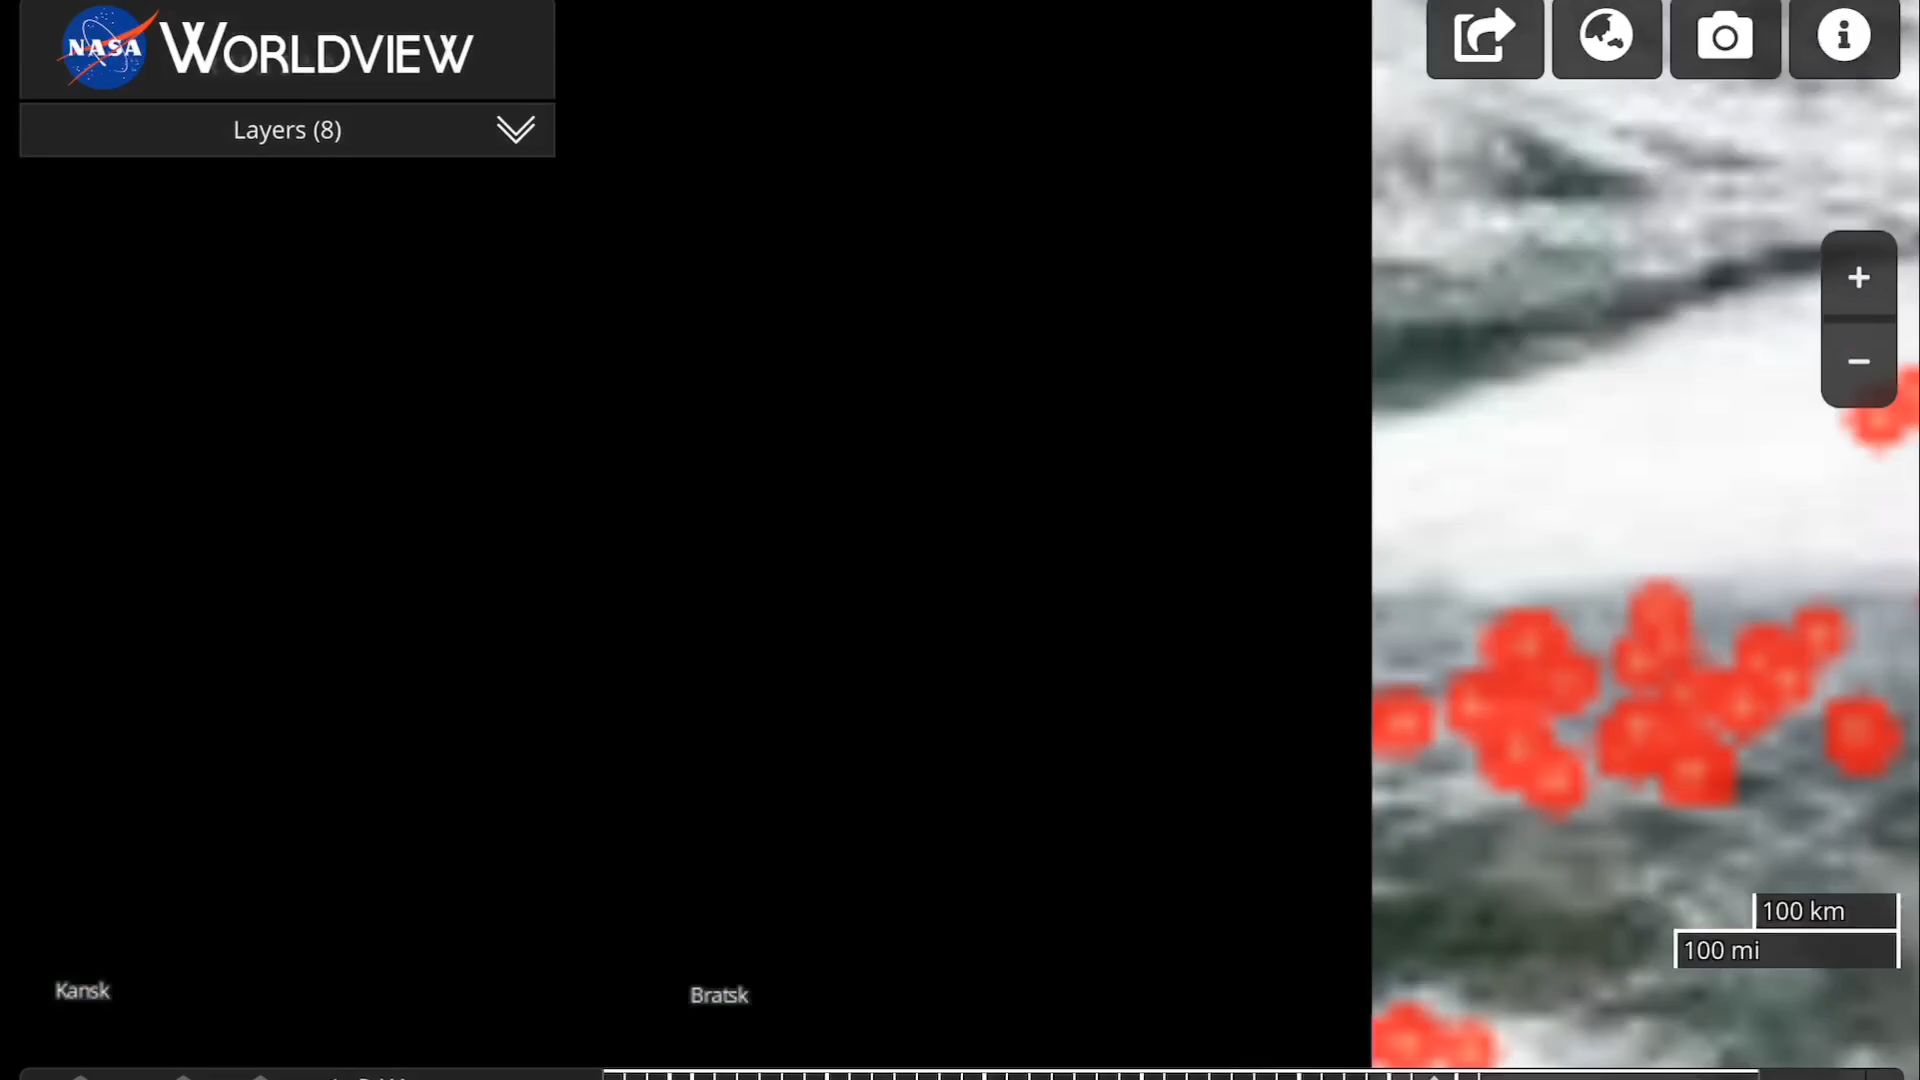 NASA WORLDVIEW
Layers (8)
100 km
100 mi
Kansk
Bratsk